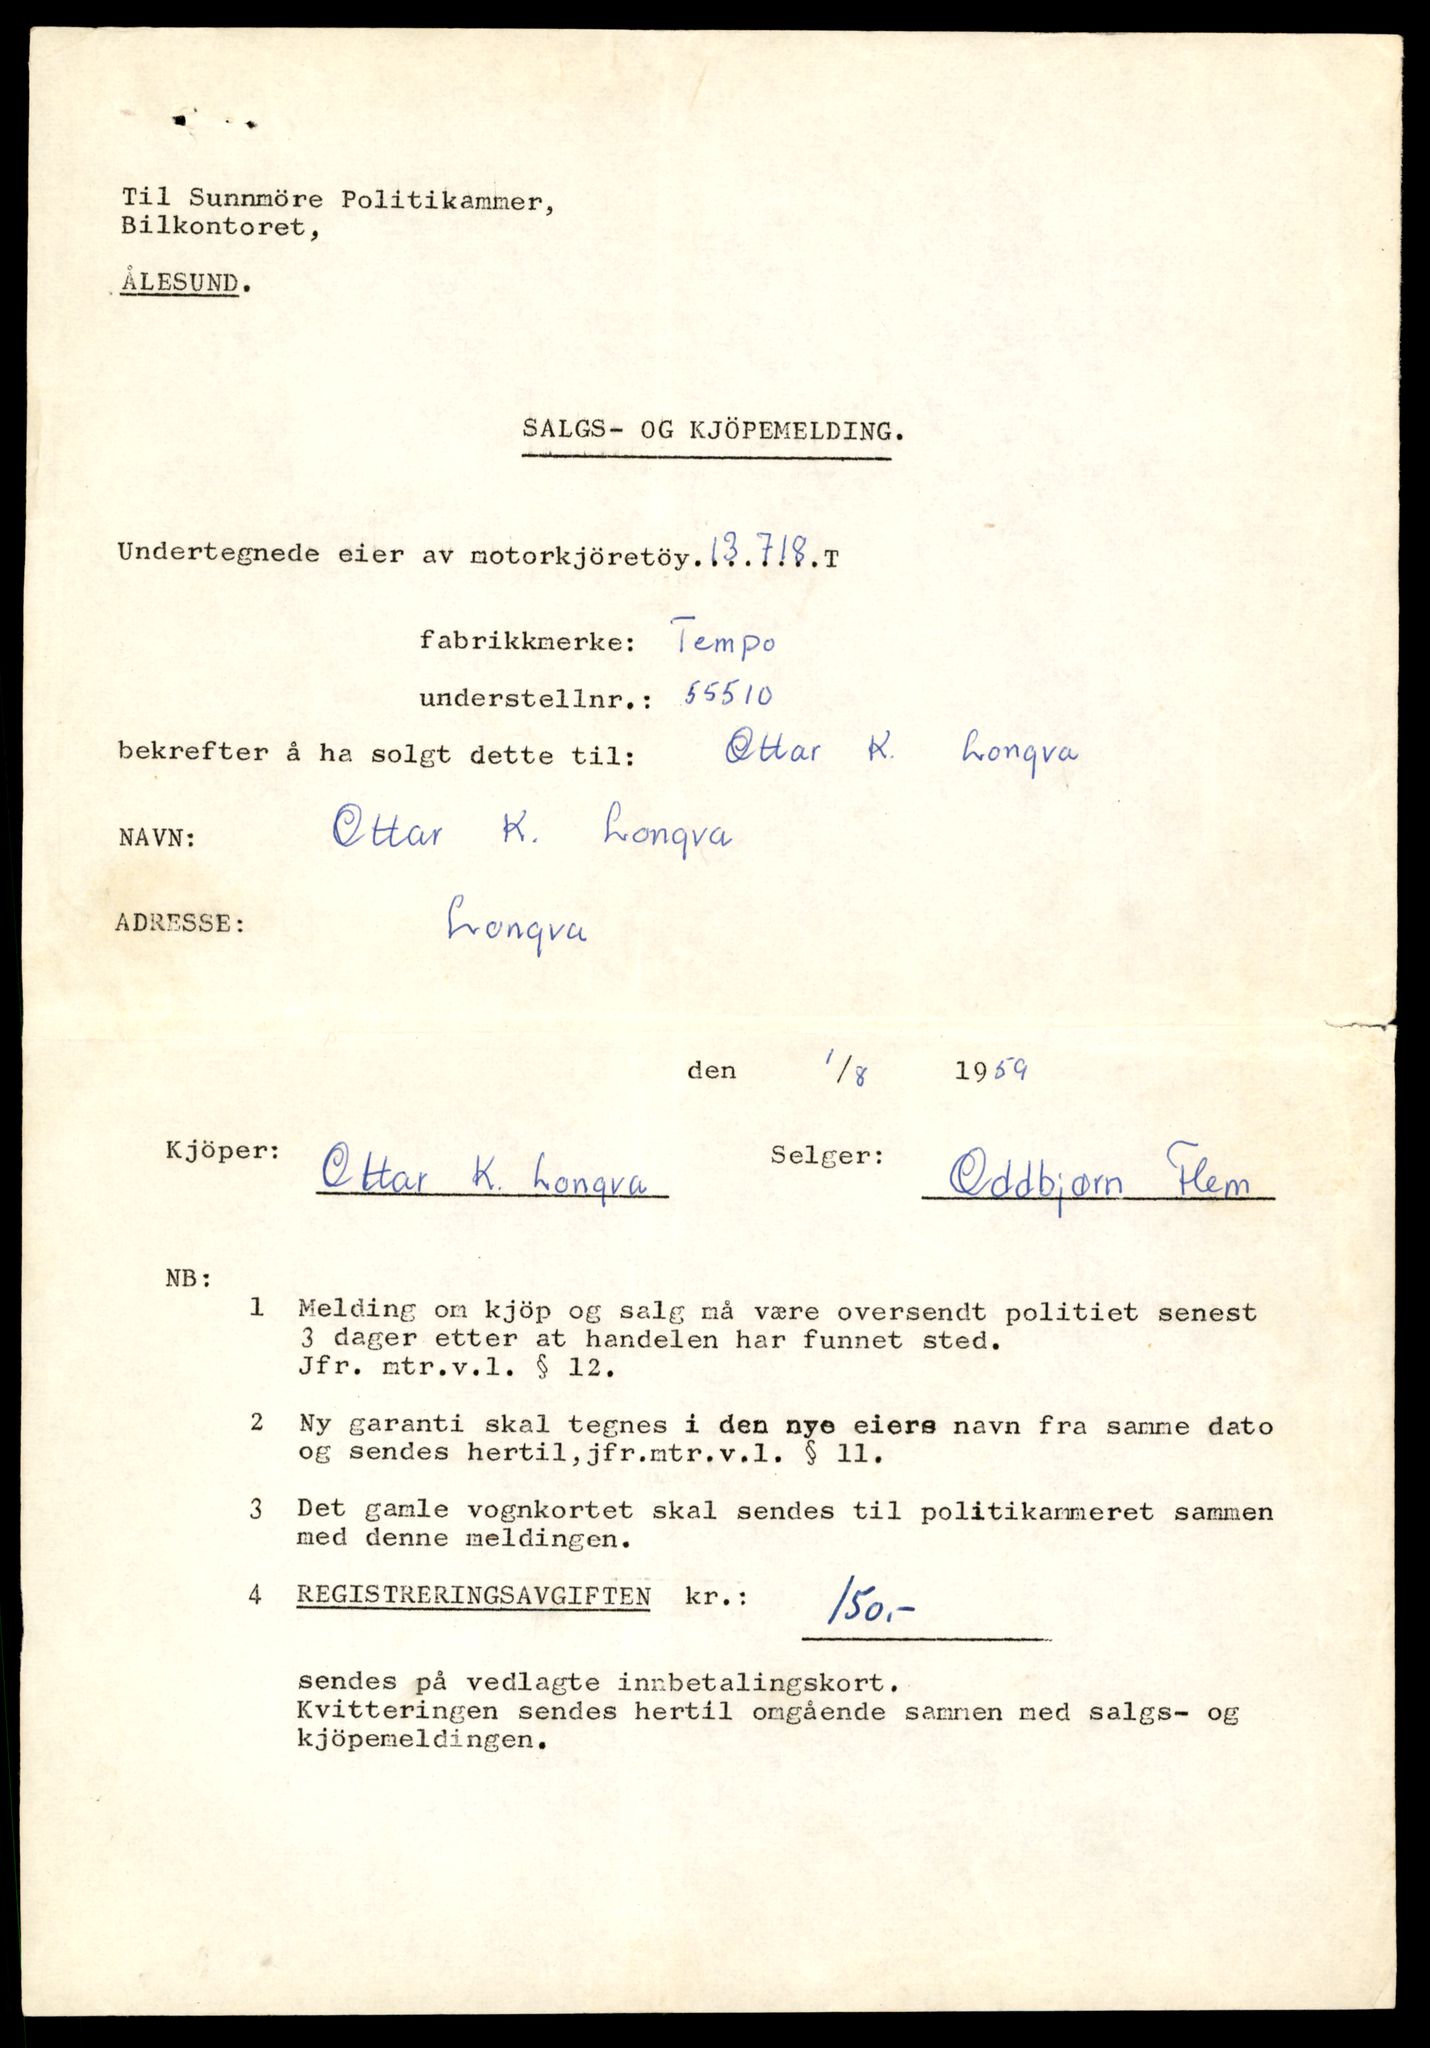 Til Sunnmöre Politikammer,
Bilkontoret,
ÅLESUND.
SALGS- OG KJÖPEMELDING.
Undertegnede eier av motorkjöretöy.13.718.T
fabrikkmerke: Tempo
understellnr.: 55510
bekrefter å ha solgt dette til: Ottar K. Longva
NAVN: Ottar K. Longva
ADRESSE: Longva
den 1/8 1959
Kjöper: Ottar K. Longva Selger: Oddbjørn Flem
NB:
1 Melding om kjöp og salg må være oversendt politiet senest
3 dager etter at handelen har funnet sted.
Jfr. mtr.v.l. § 12.
2 Ny garanti skal tegnes i den nye eiers navn fra samme dato
og sendes hertil,jfr.mtr.v.l. § 11.
3 Det gamle vognkortet skal sendes til politikammeret sammen
med denne meldingen.
4 REGISTRERINGSAVGIFTEN kr.: 150.-
sendes på vedlagte innbetalingskort.
Kvitteringen sendes hertil omgående sammen med salgs- og
kjöpemeldingen.